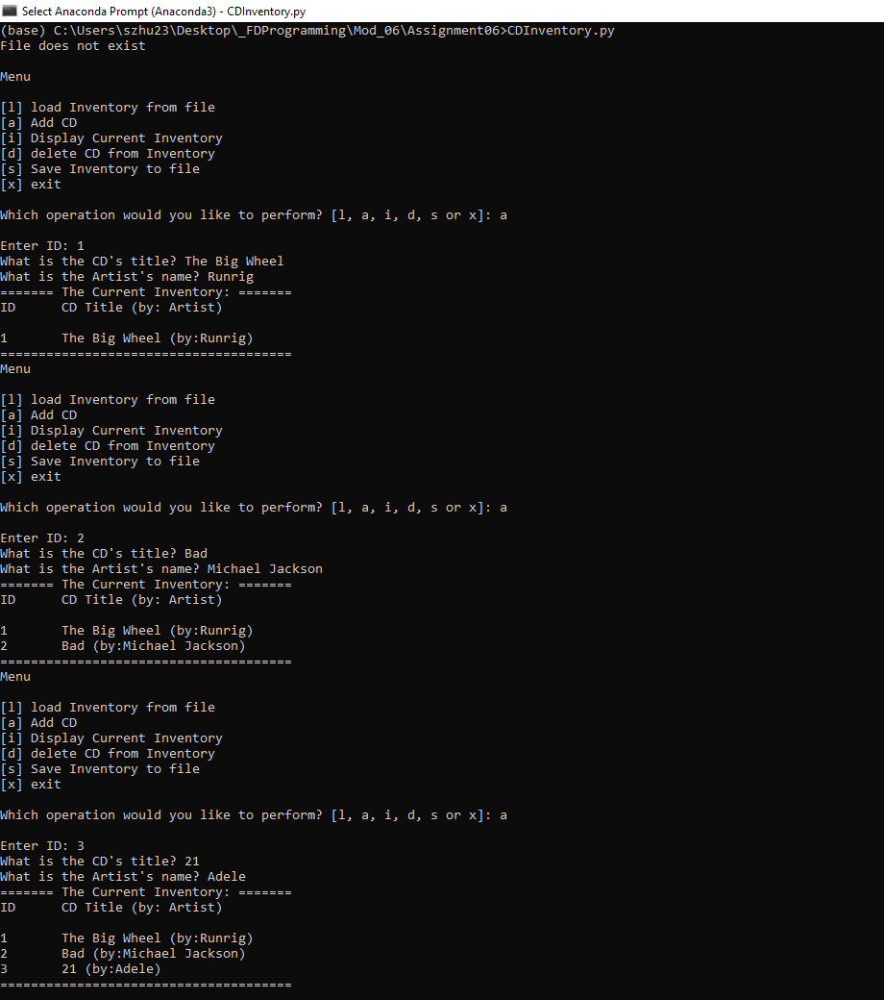 Select Anaconda Prompt (Anaconda3) - CDInventory.py
(base) C:\Users\szhu23\Desktop\_FDProgramming\Mod_06\Assignment06>CDInventory.py
File does not exist
Menu
[l] load Inventory from file
[a] Add CD
[i] Display Current Inventory
[d] delete CD from Inventory
[s] Save Inventory to file
[x] exit
Which operation would you like to perform? [l, a, i, d, s or x]: a
Enter ID: 1
What is the CD's title? The Big Wheel
What is the Artist's name? Runrig
======= The Current Inventory: =======
ID      CD Title (by: Artist)
1       The Big Wheel (by:Runrig)
======================================
Menu
[l] load Inventory from file
[a] Add CD
[i] Display Current Inventory
[d] delete CD from Inventory
[s] Save Inventory to file
[x] exit
Which operation would you like to perform? [l, a, i, d, s or x]: a
Enter ID: 2
What is the CD's title? Bad
What is the Artist's name? Michael Jackson
======= The Current Inventory: =======
ID      CD Title (by: Artist)
1       The Big Wheel (by:Runrig)
2       Bad (by:Michael Jackson)
======================================
Menu
[l] load Inventory from file
[a] Add CD
[i] Display Current Inventory
[d] delete CD from Inventory
[s] Save Inventory to file
[x] exit
Which operation would you like to perform? [l, a, i, d, s or x]: a
Enter ID: 3
What is the CD's title? 21
What is the Artist's name? Adele
======= The Current Inventory: =======
ID      CD Title (by: Artist)
1       The Big Wheel (by:Runrig)
2       Bad (by:Michael Jackson)
3       21 (by:Adele)
======================================